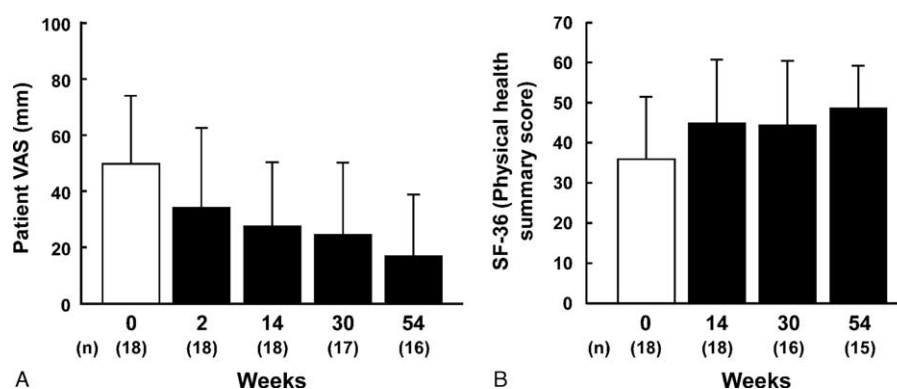 100
80
60
40
20
0
Patient VAS (mm)
0 2 14 30 54
(n) (18) (18) (18) (17) (16)
A Weeks
70
60
50
40
30
20
10
0
SF-36 (Physical health
summary score)
0 14 30 54
(n) (18) (18) (16) (15)
B Weeks